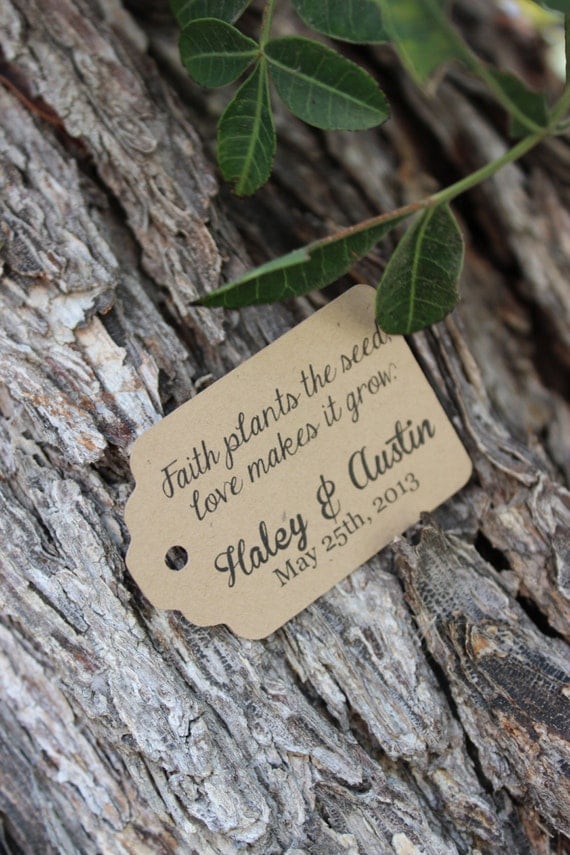 Faith plants the seed,
love makes it grow.
Haley & Austin
May 25th, 2013